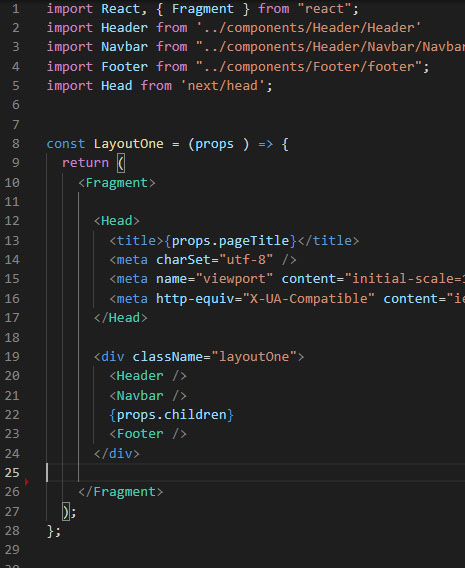 1 import React, { Fragment } from "react";
2 import Header from '../components/Header/Header'
3 import Navbar from "../components/Header/Navbar/Navbar
4 import Footer from "../components/Footer/footer";
5 import Head from 'next/head';
6
7
8 const LayoutOne = (props ) => {
9 return (
10 <Fragment>
11
12 <Head>
13 <title>{props.pageTitle}</title>
14 <meta charSet="utf-8" />
15 <meta name="viewport" content="initial-scale=1
16 <meta http-equiv="X-UA-Compatible" content="ie
17 </Head>
18
19 <div className="layoutOne">
20 <Header />
21 <Navbar />
22 {props.children}
23 <Footer />
24 </div>
25
26 </Fragment>
27 );
28 };
29